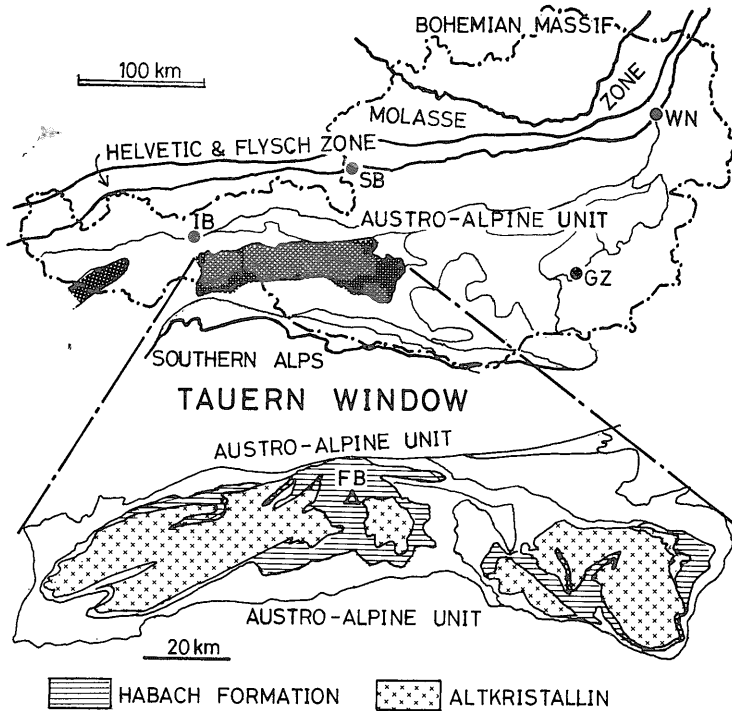 BOHEMIAN MASSIF
100 km
ZONE
MOLASSE
WN
HELVETIC & FLYSCH ZONE
SB
IB
AUSTRO-ALPINE UNIT
GZ
SOUTHERN ALPS
TAUERN WINDOW
AUSTRO-ALPINE UNIT
FB
AUSTRO-ALPINE UNIT
20 km
HABACH FORMATION
ALTKRISTALLIN